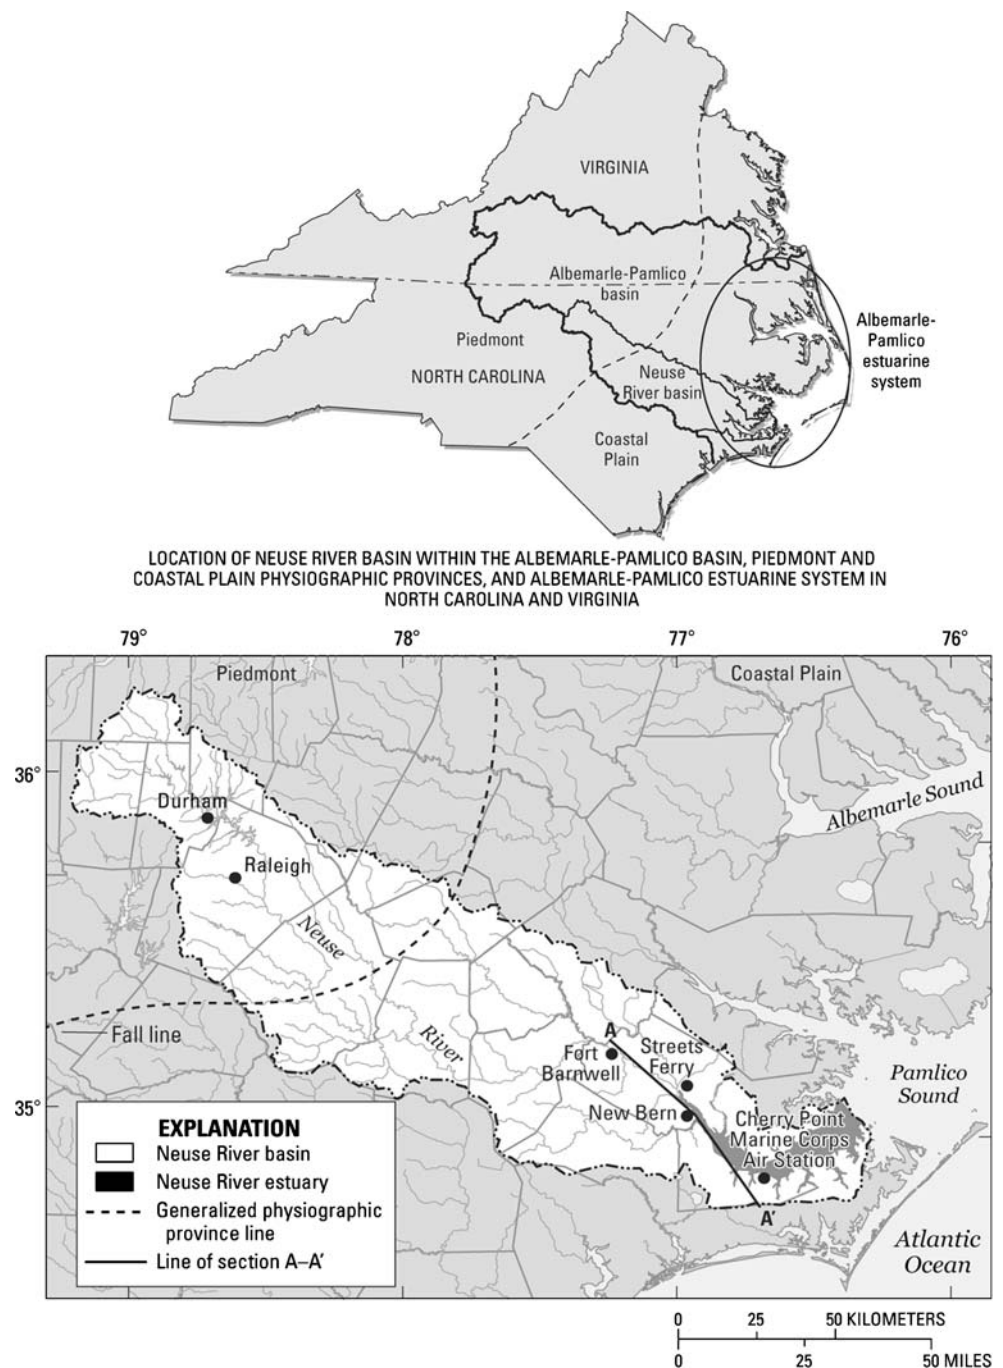 VIRGINIA
Albemarle-Pamlico
basin
Albemarle-
Pamlico
estuarine
system
Piedmont
NORTH CAROLINA
Neuse
River basin
Coastal
Plain
LOCATION OF NEUSE RIVER BASIN WITHIN THE ALBEMARLE-PAMLICO BASIN, PIEDMONT AND
COASTAL PLAIN PHYSIOGRAPHIC PROVINCES, AND ALBEMARLE-PAMLICO ESTUARINE SYSTEM IN
NORTH CAROLINA AND VIRGINIA
79° 78° 77° 76°
Piedmont
Coastal Plain
36°
Durham
Albemarle Sound
Raleigh
Neuse
River
Fall line
A
Fort
Barnwell
Streets
Ferry
Pamlico
Sound
35°
New Bern
Cherry Point
Marine Corps
Air Station
A′
Atlantic
Ocean
EXPLANATION
Neuse River basin
Neuse River estuary
Generalized physiographic
province line
Line of section A–A′
0 25 50 KILOMETERS
0 25 50 MILES